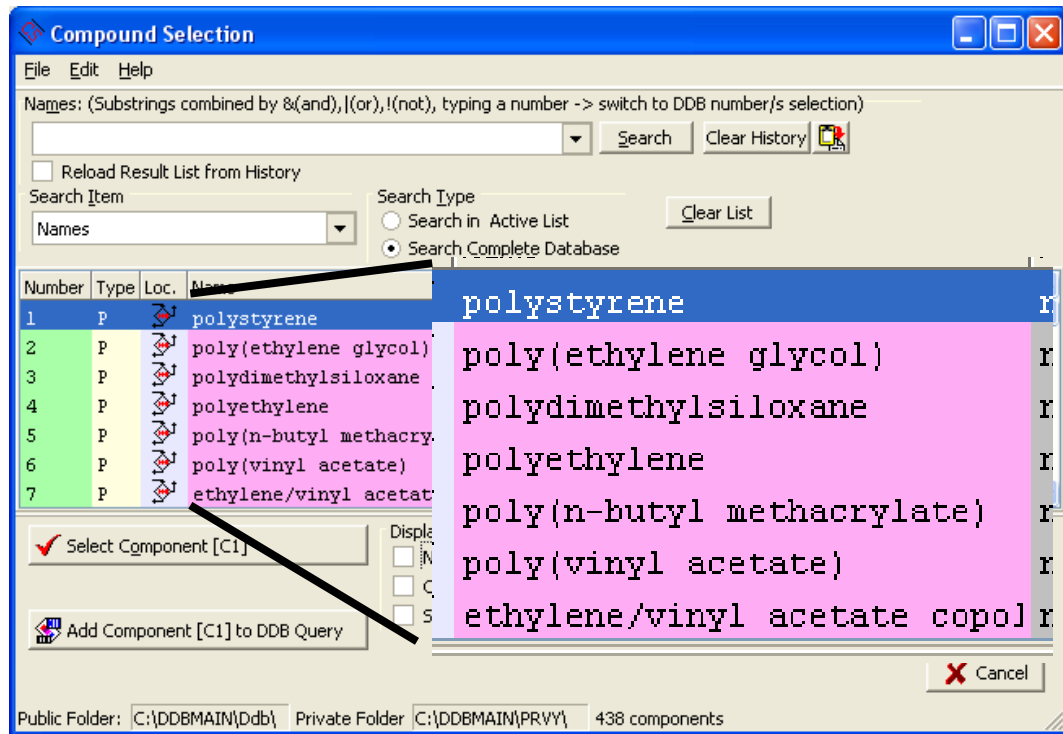 Compound Selection
File Edit Help
Names: (Substrings combined by &(and),|(or),!(not), typing a number -> switch to DDB number/s selection)
Search Clear History
Reload Result List from History
Search Item Search Type
Names Search in Active List Clear List
Search Complete Database
Number Type Loc. Name
1 P polystyrene
2 P poly(ethylene glycol)
3 P polydimethylsiloxane
4 P polyethylene
5 P poly(n-butyl methacry
6 P poly(vinyl acetate)
7 P ethylene/vinyl acetat
polystyrene
poly(ethylene glycol)
polydimethylsiloxane
polyethylene
poly(n-butyl methacrylate)
poly(vinyl acetate)
ethylene/vinyl acetate copol
Select Component [C1] Displa
Add Component [C1] to DDB Query
Cancel
Public Folder: C:\DDBMAIN\Ddb\ Private Folder C:\DDBMAIN\PRVY\ 438 components